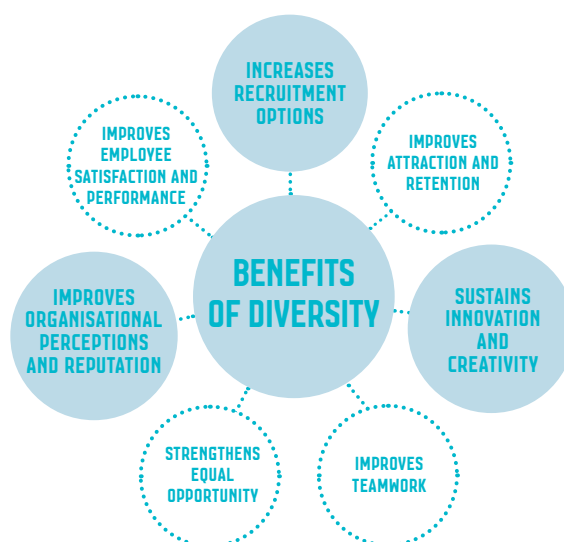 INCREASES
RECRUITMENT
OPTIONS
IMPROVES
EMPLOYEE
SATISFACTION AND
PERFORMANCE
IMPROVES
ATTRACTION AND
RETENTION
BENEFITS
OF DIVERSITY
IMPROVES
ORGANISATIONAL
PERCEPTIONS
AND REPUTATION
SUSTAINS
INNOVATION
AND
CREATIVITY
STRENGTHENS
EQUAL
OPPORTUNITY
IMPROVES
TEAMWORK